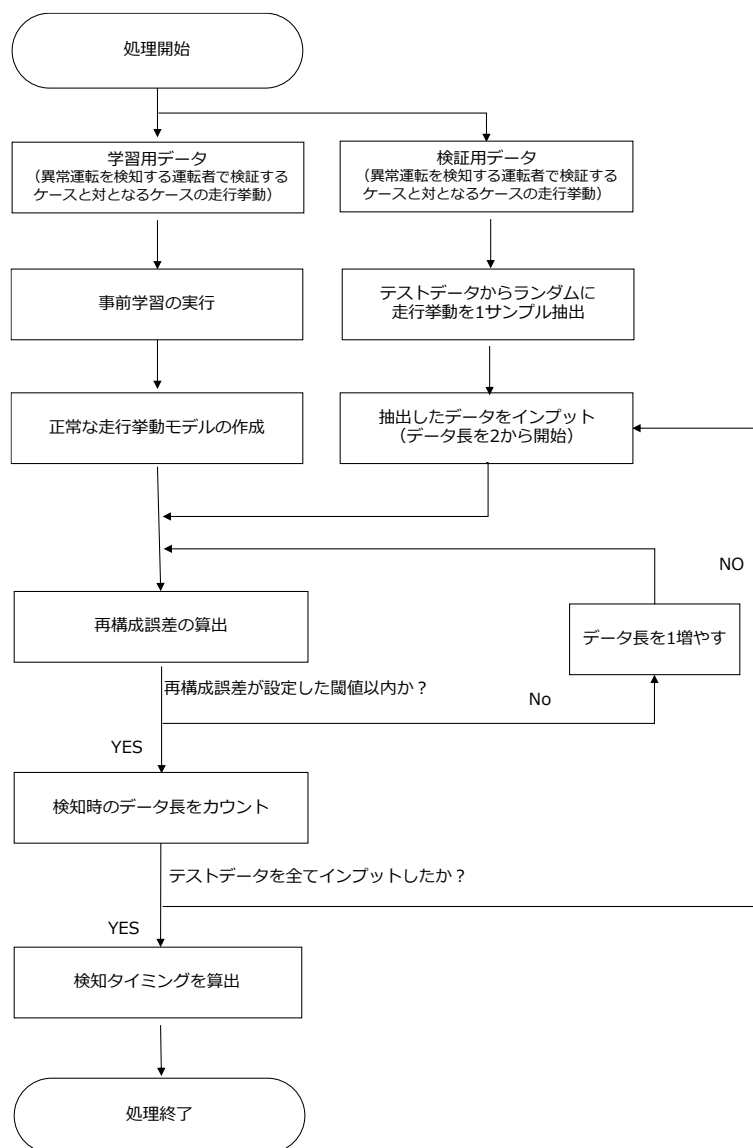 処理開始
学習用データ
（異常運転を検知する運転者で検証する
ケースと対となるケースの走行挙動）
検証用データ
（異常運転を検知する運転者で検証する
ケースと対となるケースの走行挙動）
事前学習の実行
テストデータからランダムに
走行挙動を1サンプル抽出
正常な走行挙動モデルの作成
抽出したデータをインプット
（データ長を2から開始）
NO
再構成誤差の算出
データ長を1増やす
再構成誤差が設定した閾値以内か？
No
YES
検知時のデータ長をカウント
テストデータを全てインプットしたか？
YES
検知タイミングを算出
処理終了